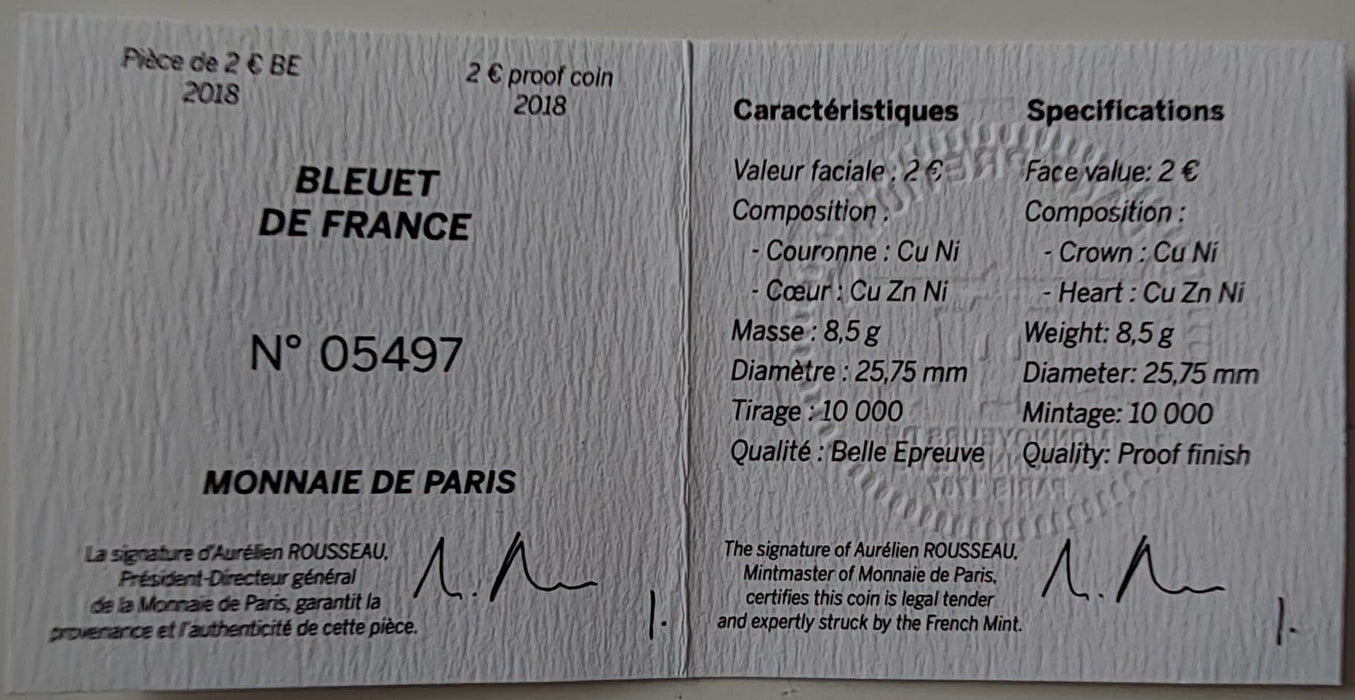 Pièce de 2 € BE
2018
2 € proof coin
2018
BLEUET
DE FRANCE
N° 05497
MONNAIE DE PARIS
La signature d'Aurélien ROUSSEAU,
Président-Directeur général
de la Monnaie de Paris, garantit la
provenance et l'authenticité de cette pièce.
Caractéristiques
Valeur faciale : 2 €
Composition :
- Couronne : Cu Ni
- Cœur : Cu Zn Ni
Masse : 8,5 g
Diamètre : 25,75 mm
Tirage : 10 000
Qualité : Belle Epreuve
Specifications
Face value: 2 €
Composition :
- Crown : Cu Ni
- Heart : Cu Zn Ni
Weight: 8,5 g
Diameter: 25,75 mm
Mintage: 10 000
Quality: Proof finish
The signature of Aurélien ROUSSEAU,
Mintmaster of Monnaie de Paris,
certifies this coin is legal tender
and expertly struck by the French Mint.